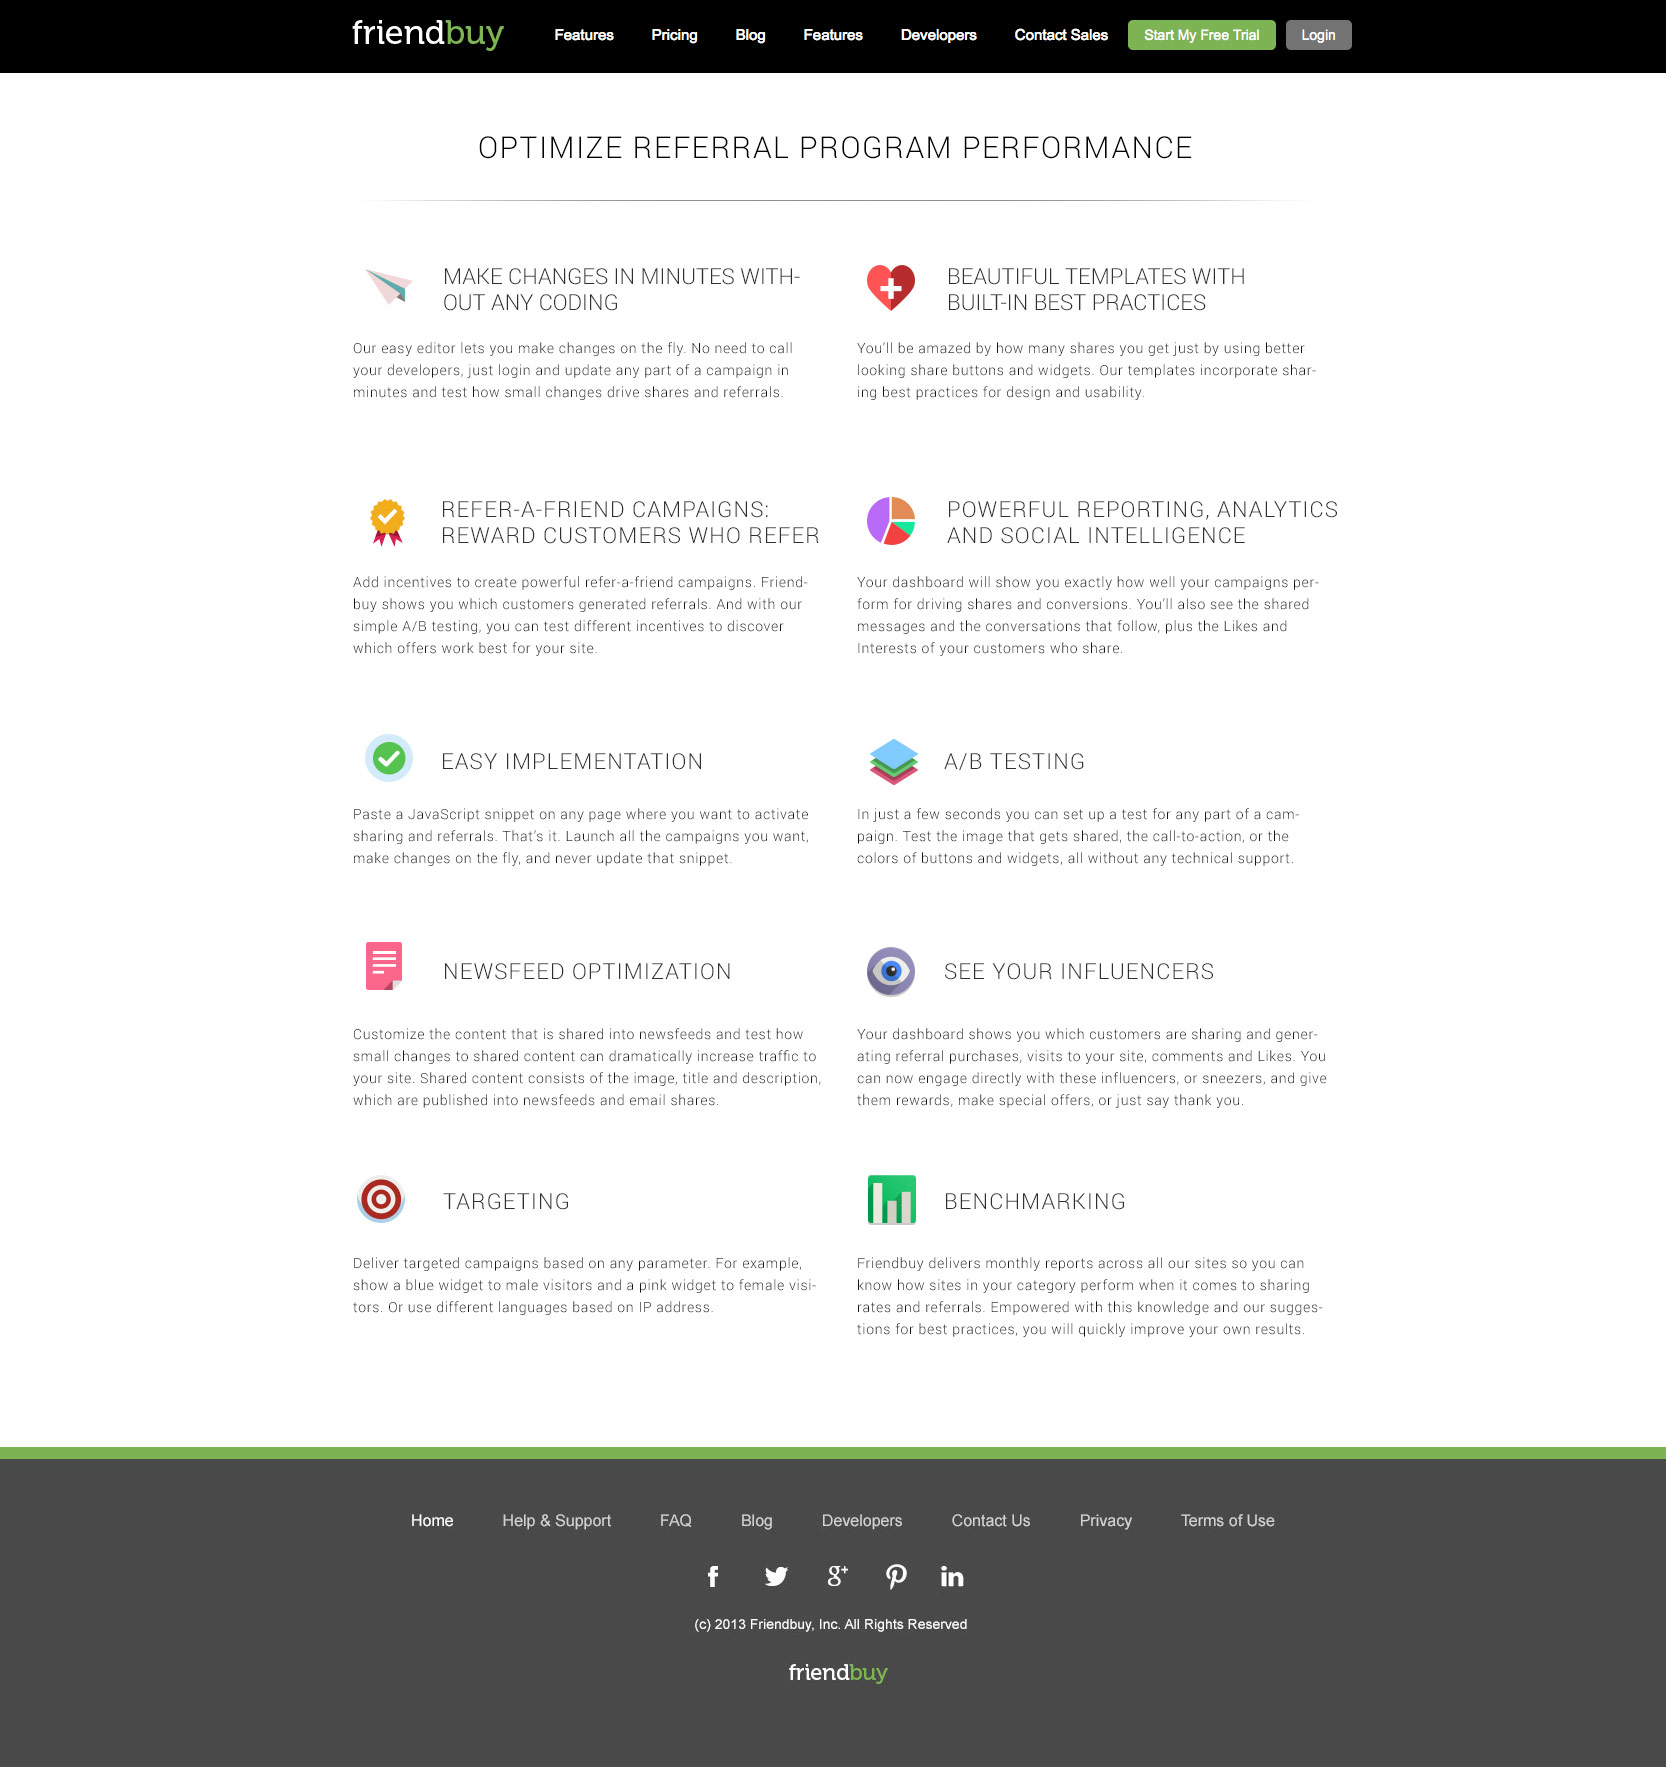 friendbuy Features Pricing Blog Features Developers Contact Sales Start My Free Trial Login
OPTIMIZE REFERRAL PROGRAM PERFORMANCE
MAKE CHANGES IN MINUTES WITH-
OUT ANY CODING
Our easy editor lets you make changes on the fly. No need to call
your developers, just login and update any part of a campaign in
minutes and test how small changes drive shares and referrals.
BEAUTIFUL TEMPLATES WITH
BUILT-IN BEST PRACTICES
You'll be amazed by how many shares you get just by using better
looking share buttons and widgets. Our templates incorporate shar-
ing best practices for design and usability.
REFER-A-FRIEND CAMPAIGNS:
REWARD CUSTOMERS WHO REFER
Add incentives to create powerful refer-a-friend campaigns. Friend-
buy shows you which customers generated referrals. And with our
simple A/B testing, you can test different incentives to discover
which offers work best for your site.
POWERFUL REPORTING, ANALYTICS
AND SOCIAL INTELLIGENCE
Your dashboard will show you exactly how well your campaigns per-
form for driving shares and conversions. You'll also see the shared
messages and the conversations that follow, plus the Likes and
Interests of your customers who share.
EASY IMPLEMENTATION
Paste a JavaScript snippet on any page where you want to activate
sharing and referrals. That's it. Launch all the campaigns you want,
make changes on the fly, and never update that snippet.
A/B TESTING
In just a few seconds you can set up a test for any part of a cam-
paign. Test the image that gets shared, the call-to-action, or the
colors of buttons and widgets, all without any technical support.
NEWSFEED OPTIMIZATION
Customize the content that is shared into newsfeeds and test how
small changes to shared content can dramatically increase traffic to
your site. Shared content consists of the image, title and description,
which are published into newsfeeds and email shares.
SEE YOUR INFLUENCERS
Your dashboard shows you which customers are sharing and gener-
ating referral purchases, visits to your site, comments and Likes. You
can now engage directly with these influencers, or sneezers, and give
them rewards, make special offers, or just say thank you.
TARGETING
Deliver targeted campaigns based on any parameter. For example,
show a blue widget to male visitors and a pink widget to female visi-
tors. Or use different languages based on IP address.
BENCHMARKING
Friendbuy delivers monthly reports across all our sites so you can
know how sites in your category perform when it comes to sharing
rates and referrals. Empowered with this knowledge and our sugges-
tions for best practices, you will quickly improve your own results.
Home Help & Support FAQ Blog Developers Contact Us Privacy Terms of Use
(c) 2013 Friendbuy, Inc. All Rights Reserved
friendbuy